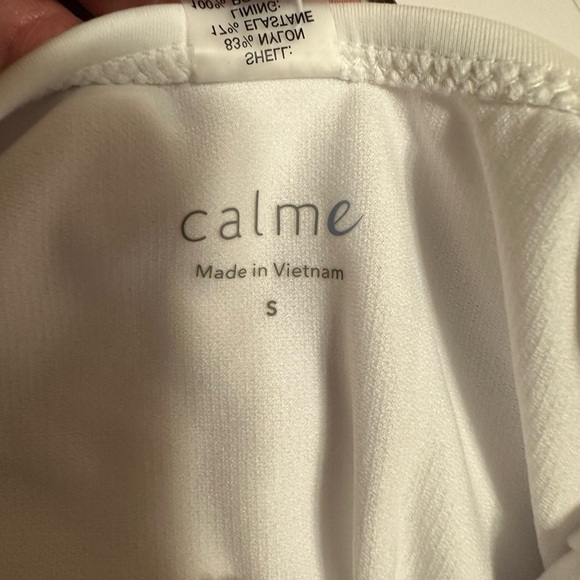 SHELL:
83% NYLON
17% ELASTANE
LINING:
100%
calme
Made in Vietnam
S